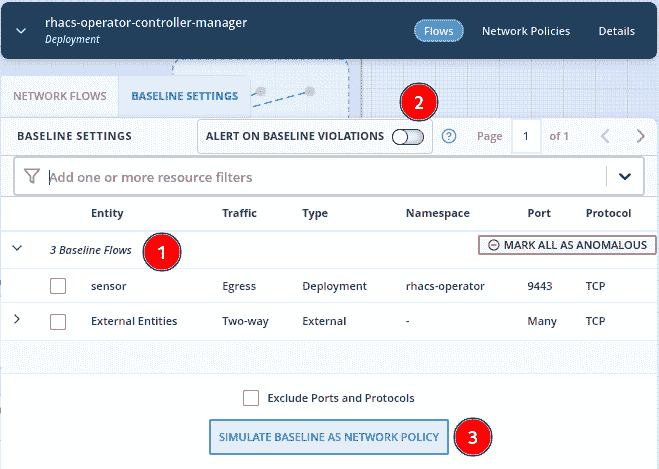 rhacs-operator-controller-manager
Deployment
Flows Network Policies Details
NETWORK FLOWS BASELINE SETTINGS
2
BASELINE SETTINGS ALERT ON BASELINE VIOLATIONS ? Page 1 of 1
Add one or more resource filters
Entity Traffic Type Namespace Port Protocol
3 Baseline Flows 1 MARK ALL AS ANOMALOUS
sensor Egress Deployment rhacs-operator 9443 TCP
External Entities Two-way External - Many TCP
Exclude Ports and Protocols
SIMULATE BASELINE AS NETWORK POLICY 3